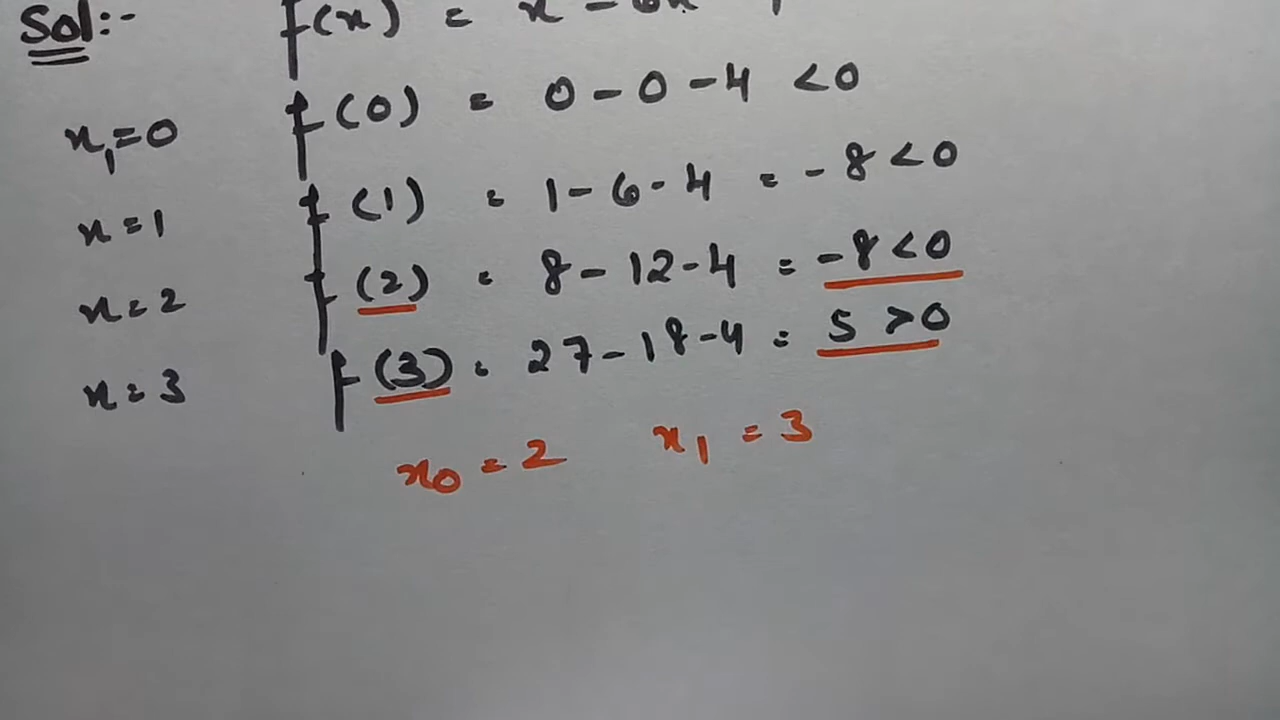 Sol:- f(x) = x - 6x
x₁=0 f(0) = 0-0-4 <0
x=1 f(1) = 1-6-4 = -8<0
x=2 f(2) = 8-12-4 = -8<0
x=3 f(3) = 27-18-4 = 5 >0
x₀=2 x₁=3